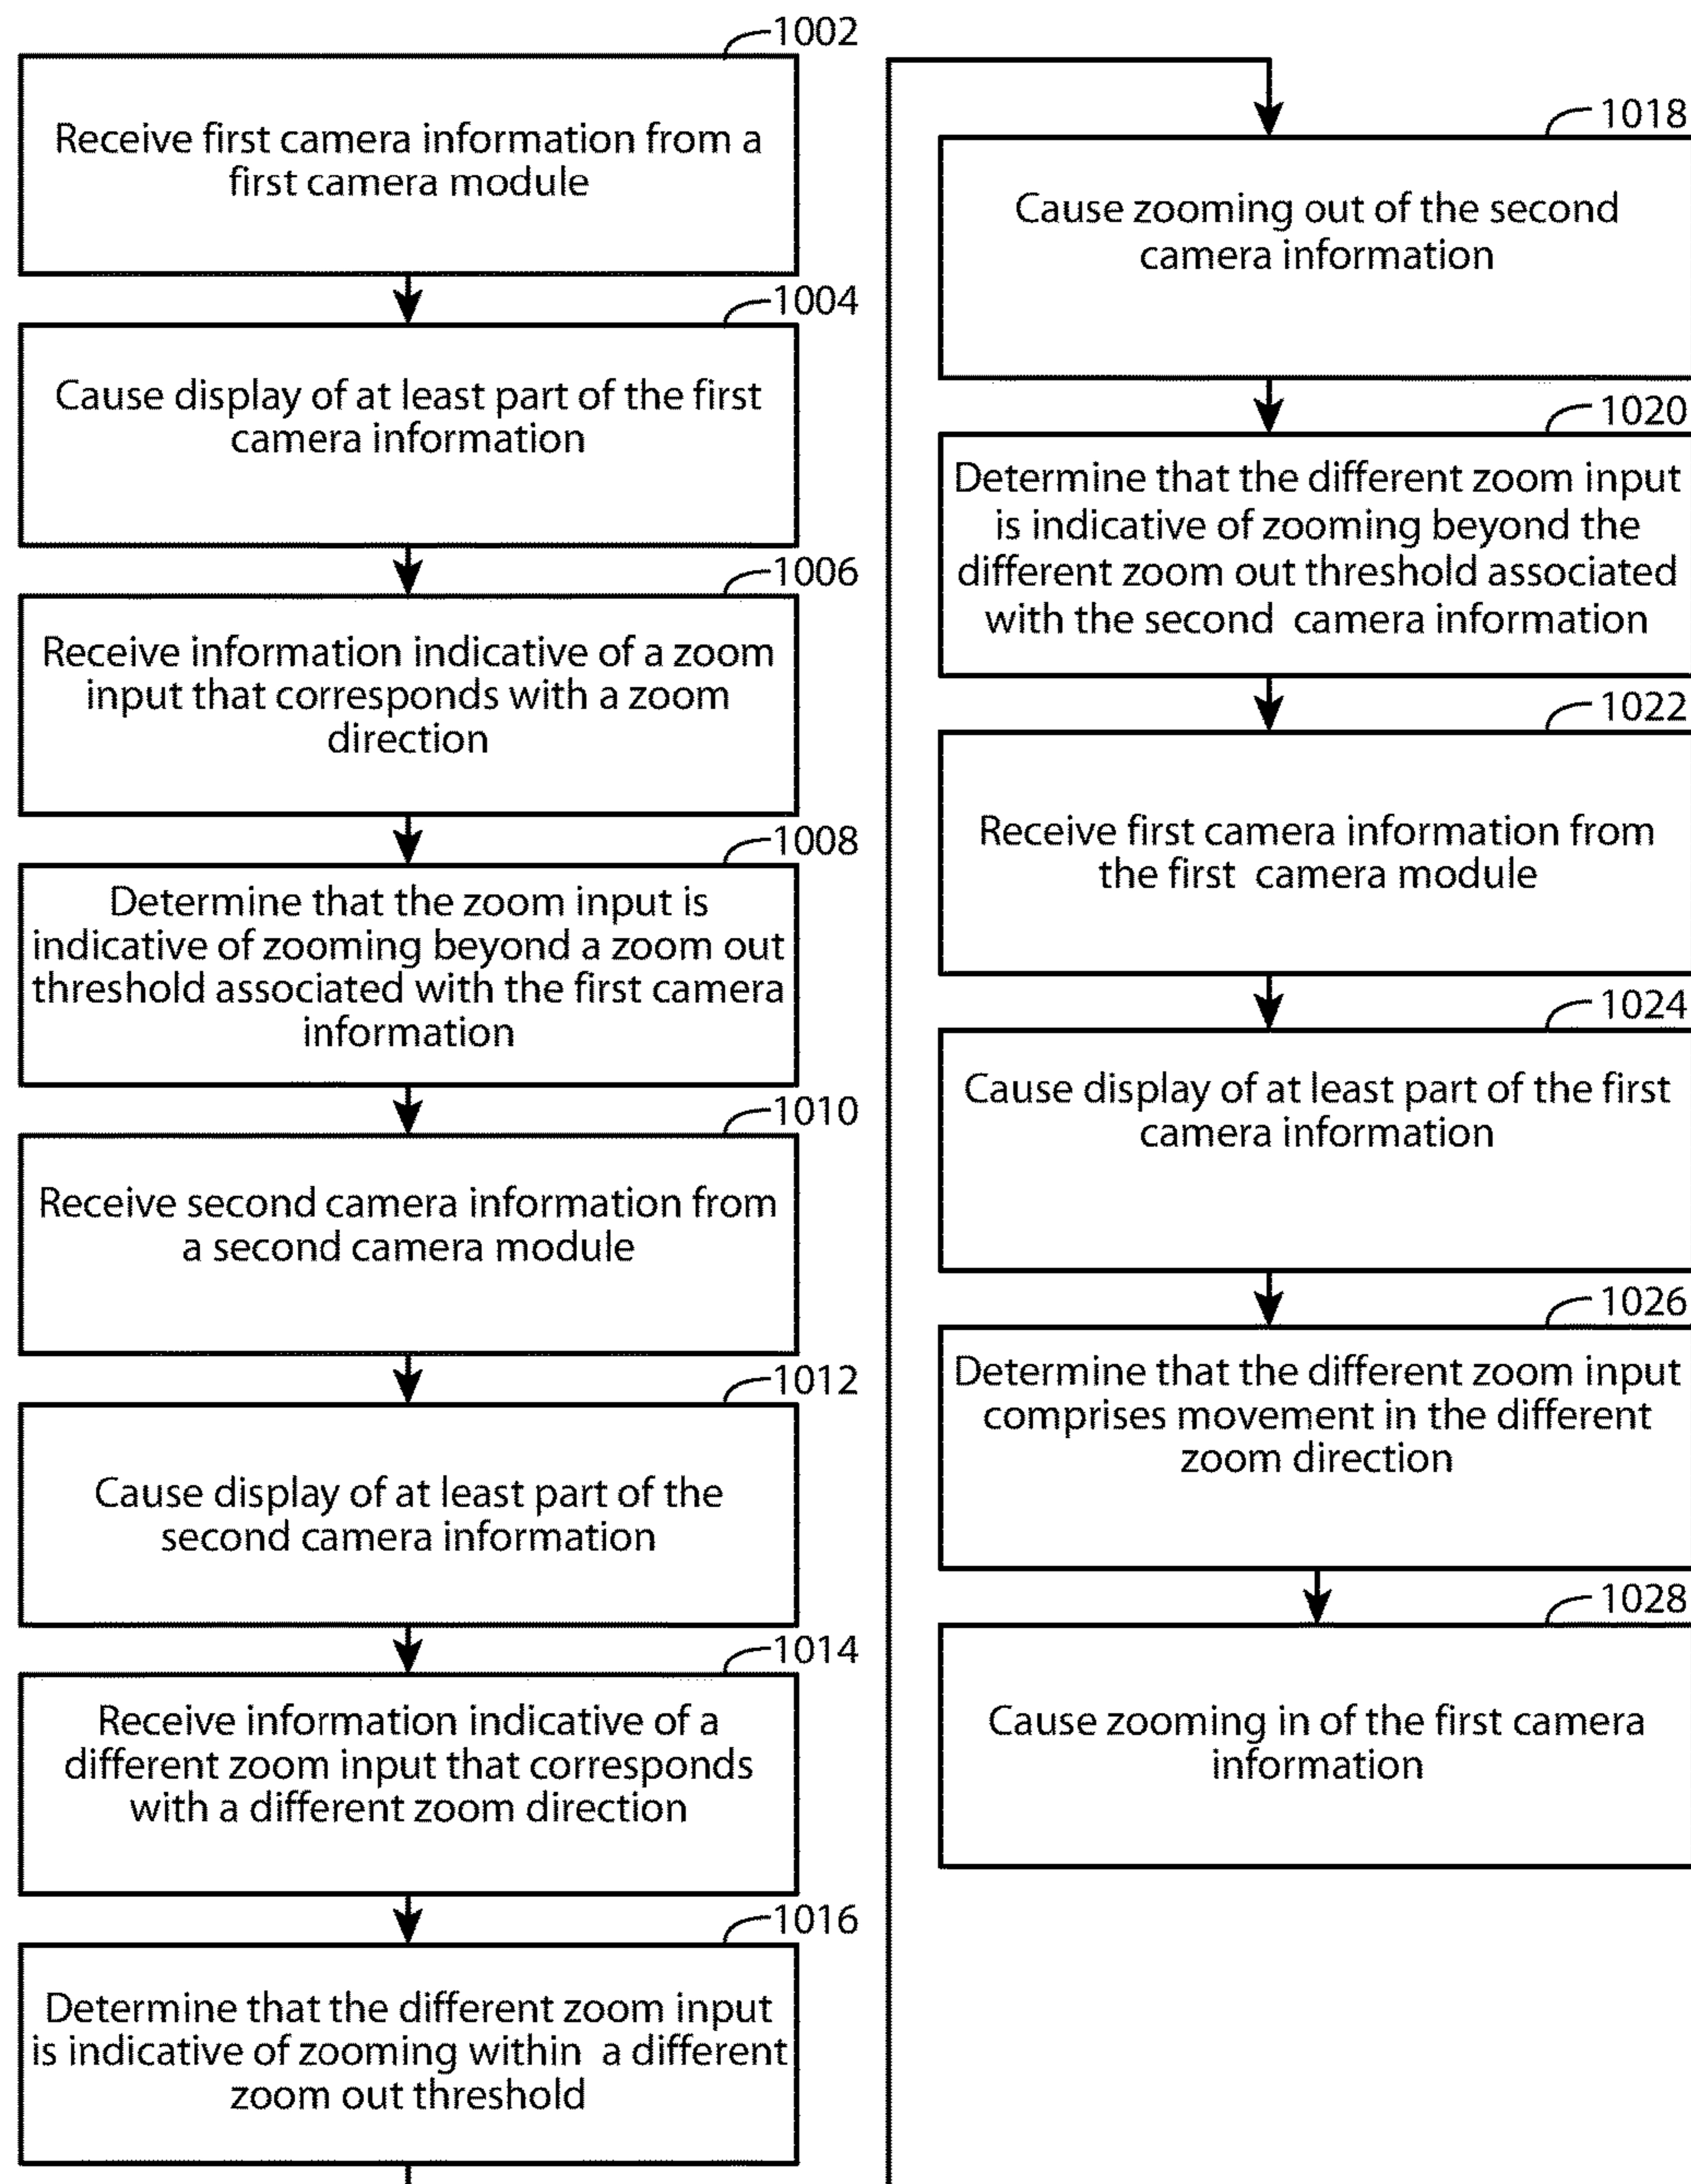 1002
Receive first camera information from a
first camera module
1004
Cause display of at least part of the first
camera information
1006
Receive information indicative of a zoom
input that corresponds with a zoom
direction
1008
Determine that the zoom input is
indicative of zooming beyond a zoom out
threshold associated with the first camera
information
1010
Receive second camera information from
a second camera module
1012
Cause display of at least part of the
second camera information
1014
Receive information indicative of a
different zoom input that corresponds
with a different zoom direction
1016
Determine that the different zoom input
is indicative of zooming within a different
zoom out threshold
1018
Cause zooming out of the second
camera information
1020
Determine that the different zoom input
is indicative of zooming beyond the
different zoom out threshold associated
with the second camera information
1022
Receive first camera information from
the first camera module
1024
Cause display of at least part of the first
camera information
1026
Determine that the different zoom input
comprises movement in the different
zoom direction
1028
Cause zooming in of the first camera
information